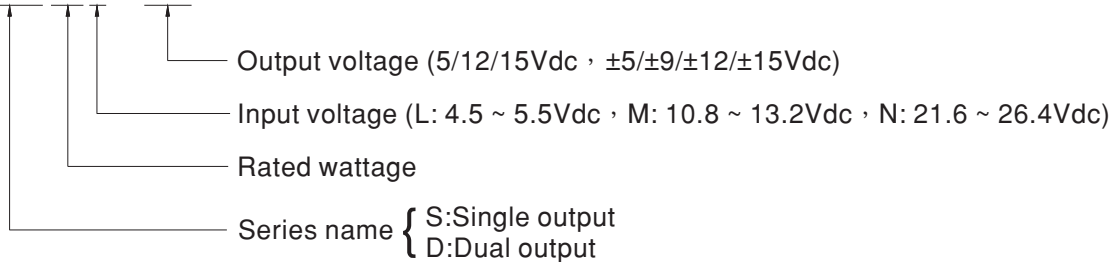 Output voltage (5/12/15Vdc，±5/±9/±12/±15Vdc)
Input voltage (L: 4.5 ~ 5.5Vdc，M: 10.8 ~ 13.2Vdc，N: 21.6 ~ 26.4Vdc)
Rated wattage
Series name { S:Single output
D:Dual output